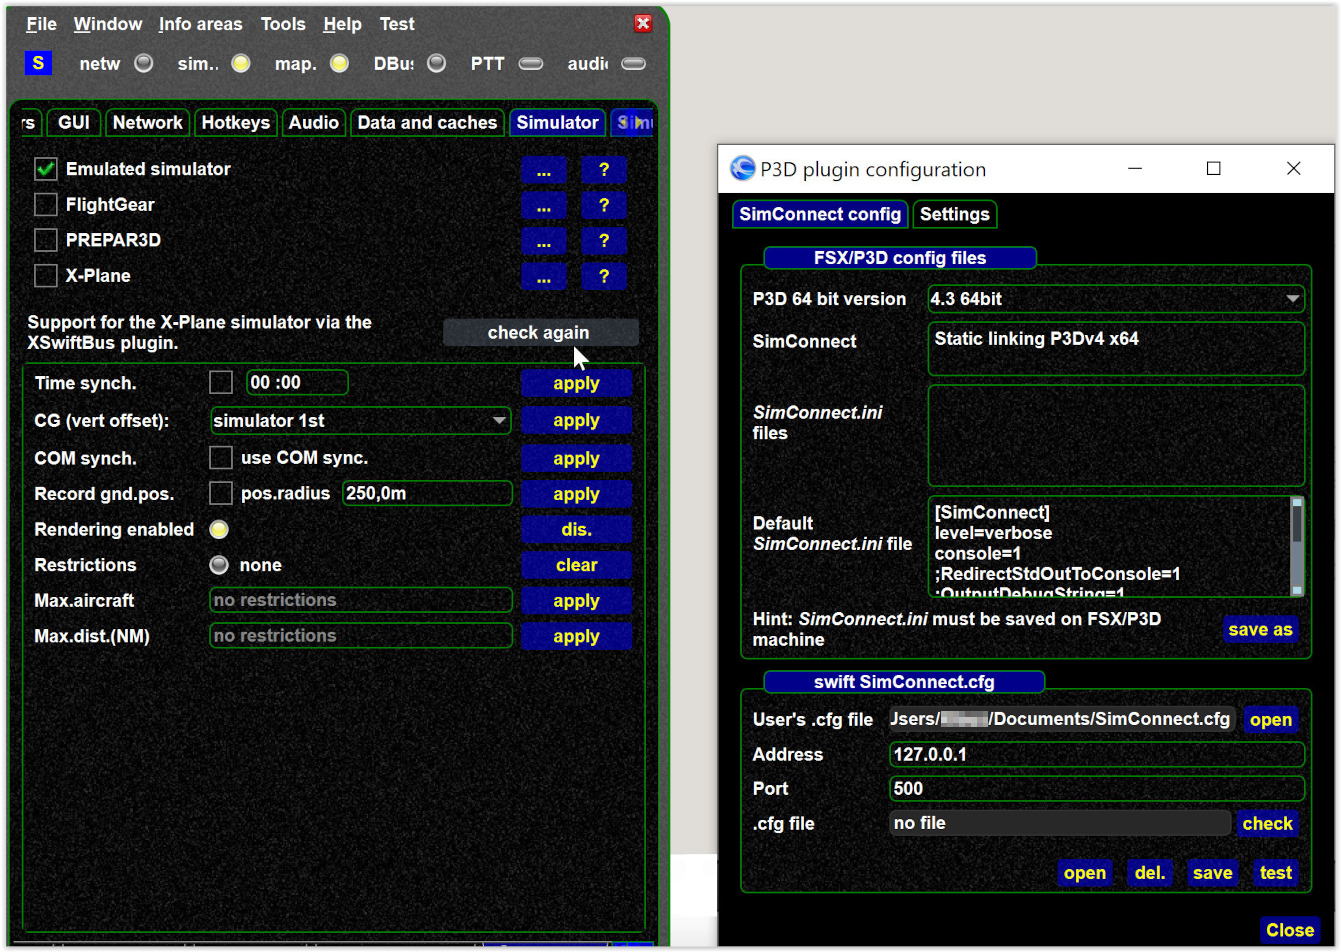 File Window Info areas Tools Help Test
S netw sim.. map. DBu: PTT audi
rs GUI Network Hotkeys Audio Data and caches Simulator
Emulated simulator ... ?
FlightGear ... ?
PREPAR3D ... ?
X-Plane ... ?
Support for the X-Plane simulator via the
XSwiftBus plugin.
check again
Time synch. 00 :00 apply
CG (vert offset): simulator 1st apply
COM synch. use COM sync. apply
Record gnd.pos. pos.radius 250,0m apply
Rendering enabled dis.
Restrictions none clear
Max.aircraft no restrictions apply
Max.dist.(NM) no restrictions apply
P3D plugin configuration
SimConnect config Settings
FSX/P3D config files
P3D 64 bit version 4.3 64bit
SimConnect Static linking P3Dv4 x64
SimConnect.ini
files
Default
SimConnect.ini file
[SimConnect]
level=verbose
console=1
;RedirectStdOutToConsole=1
;OutputDebugString=1
Hint: SimConnect.ini must be saved on FSX/P3D
machine
save as
swift SimConnect.cfg
User's .cfg file Jsers/ /Documents/SimConnect.cfg open
Address 127.0.0.1
Port 500
.cfg file no file check
open del. save test
Close